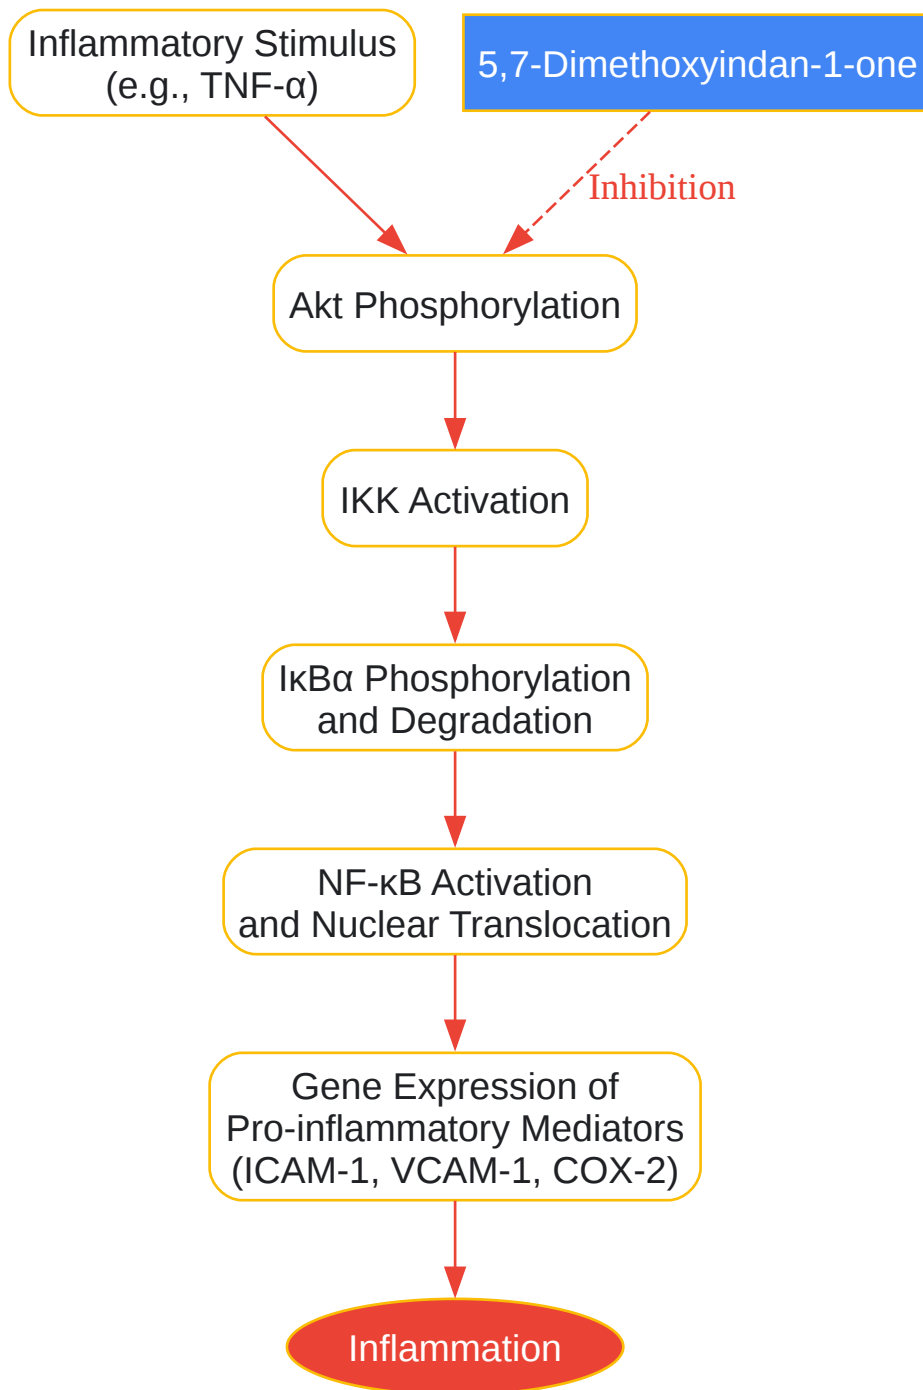 Inflammatory Stimulus
(e.g., TNF-α)
5,7-Dimethoxyindan-1-one
Inhibition
Akt Phosphorylation
IKK Activation
IκBα Phosphorylation
and Degradation
NF-κB Activation
and Nuclear Translocation
Gene Expression of
Pro-inflammatory Mediators
(ICAM-1, VCAM-1, COX-2)
Inflammation